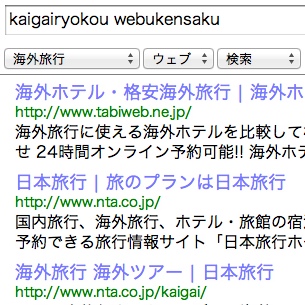 kaigairyokou webukensaku
海外旅行 ウェブ 検索
海外ホテル・格安海外旅行 | 海外ホ
http://www.tabiweb.ne.jp/
海外旅行に使える海外ホテルを比較して
せ 24時間オンライン予約可能!! 海外ホテ
日本旅行 | 旅のプランは日本旅行
http://www.nta.co.jp/
国内旅行、海外旅行、ホテル・旅館の宿
予約できる旅行情報サイト「日本旅行ホ
海外旅行 海外ツアー | 日本旅行
http://www.nta.co.jp/kaigai/